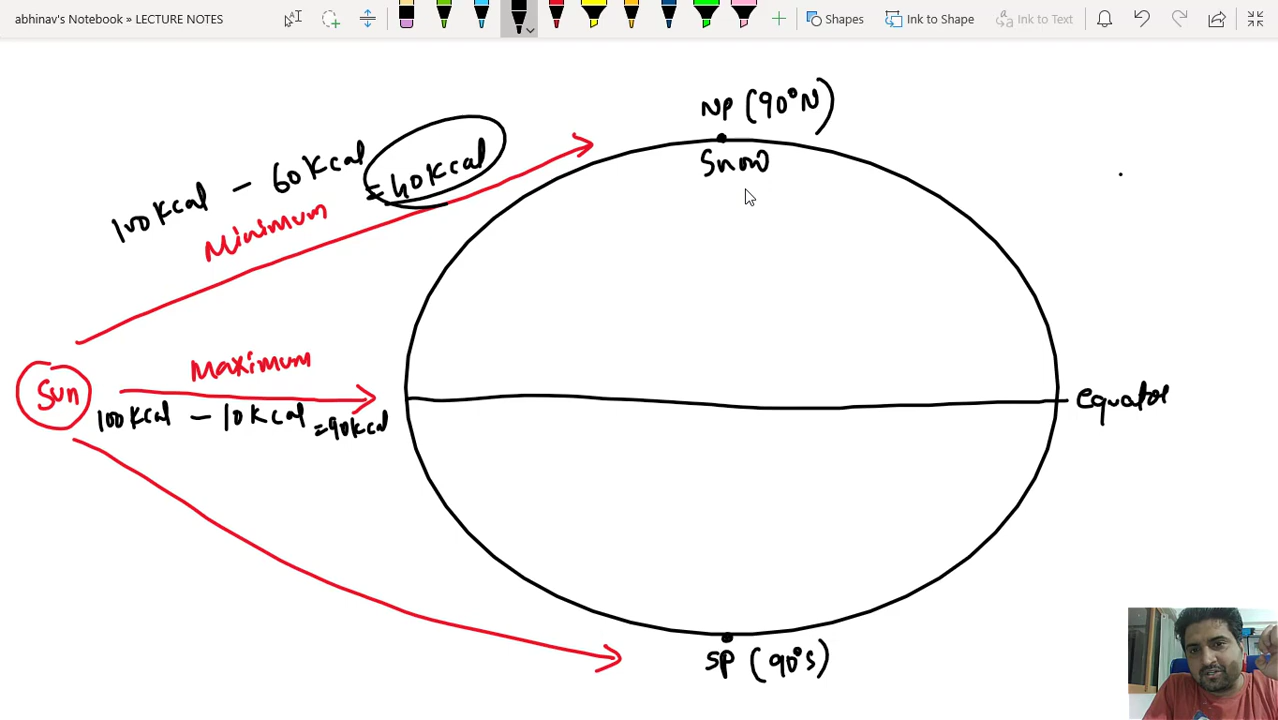 abhinav's Notebook » LECTURE NOTES
Shapes
Ink to Shape
Ink to Text
NP (90°N)
Snow
100Kcal - 60Kcal
=40Kcal
Minimum
Maximum
Sun
100Kcal - 10Kcal
=90Kcal
equator
SP (90°S)